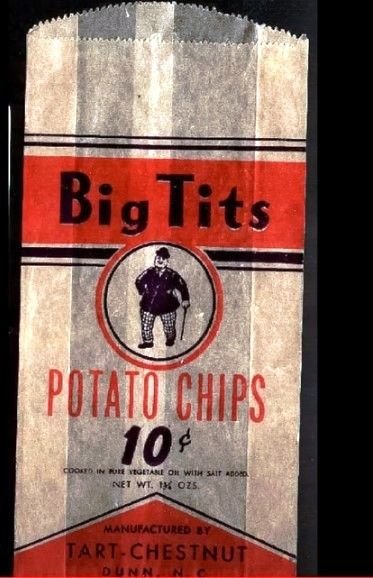 Big Tits
POTATO CHIPS
10¢
COOKED IN PURE VEGETABLE OIL WITH SALT ADDED.
NET WT. 1¾ OZS.
MANUFACTURED BY
TART-CHESTNUT
DUNN, N. C.